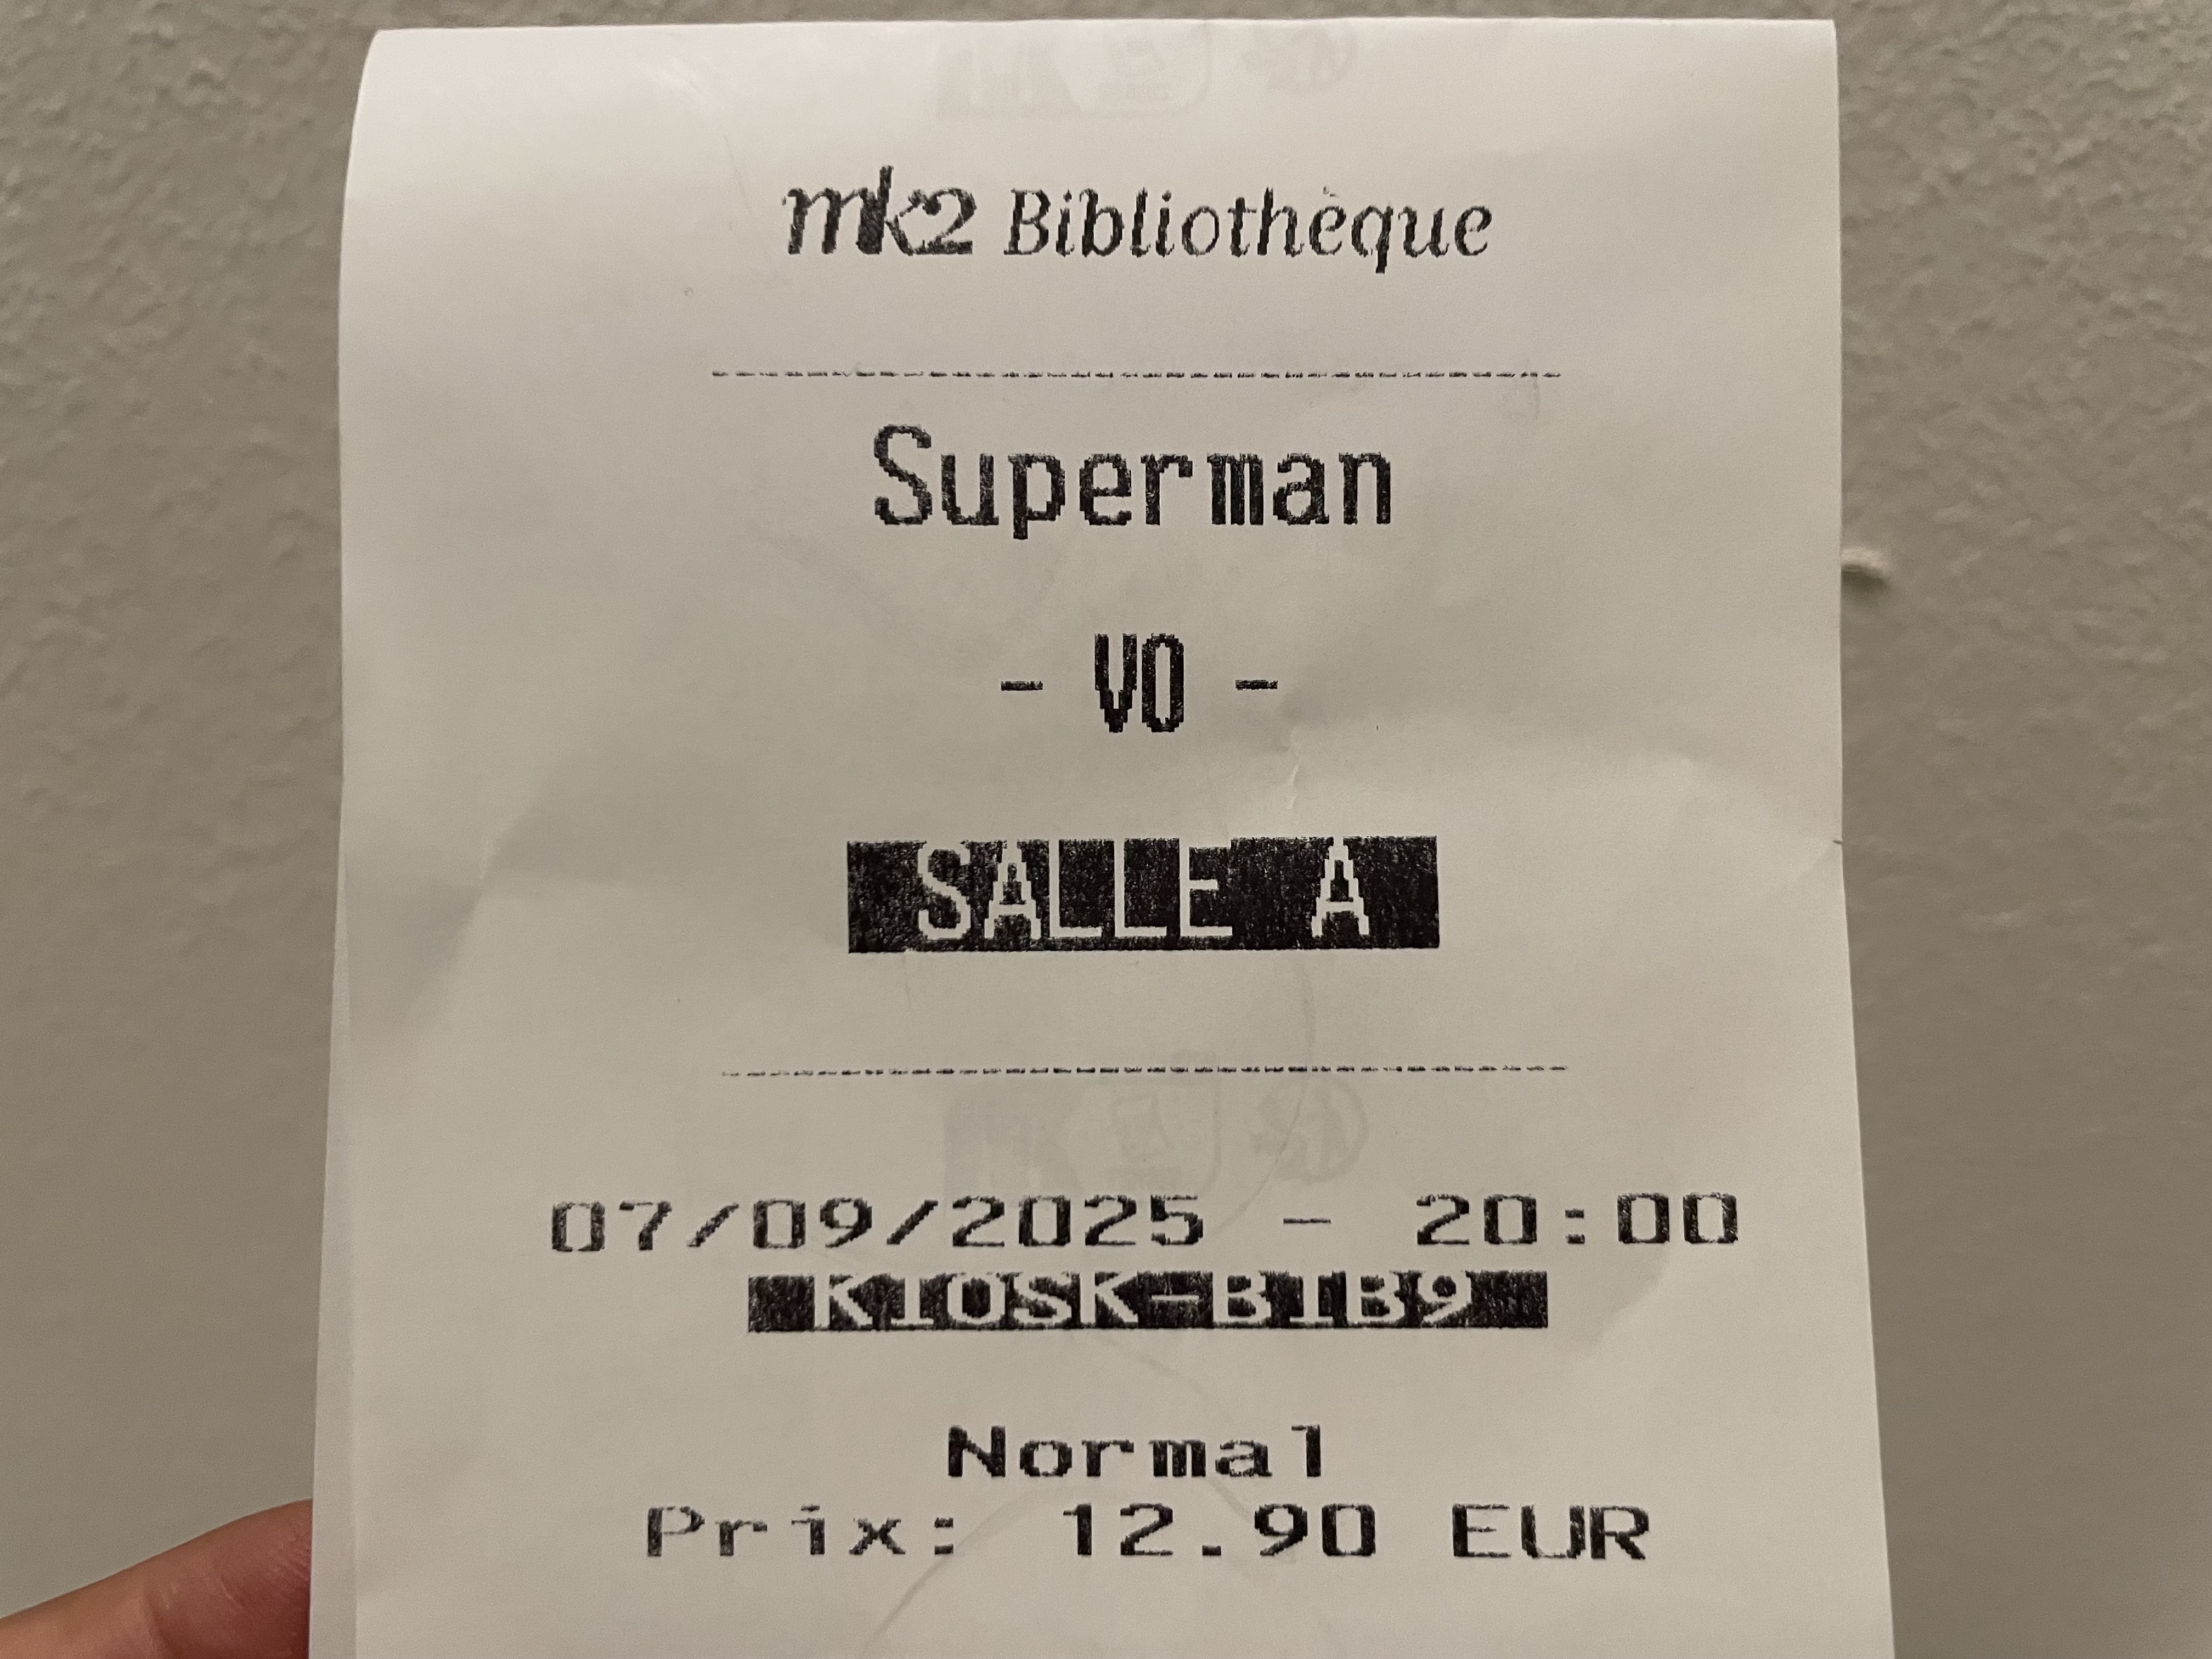 mk2 Bibliothèque
Superman
- VO -
SALLE A
07/09/2025 - 20:00
KIOSK-BIB9
Normal
Prix: 12.90 EUR